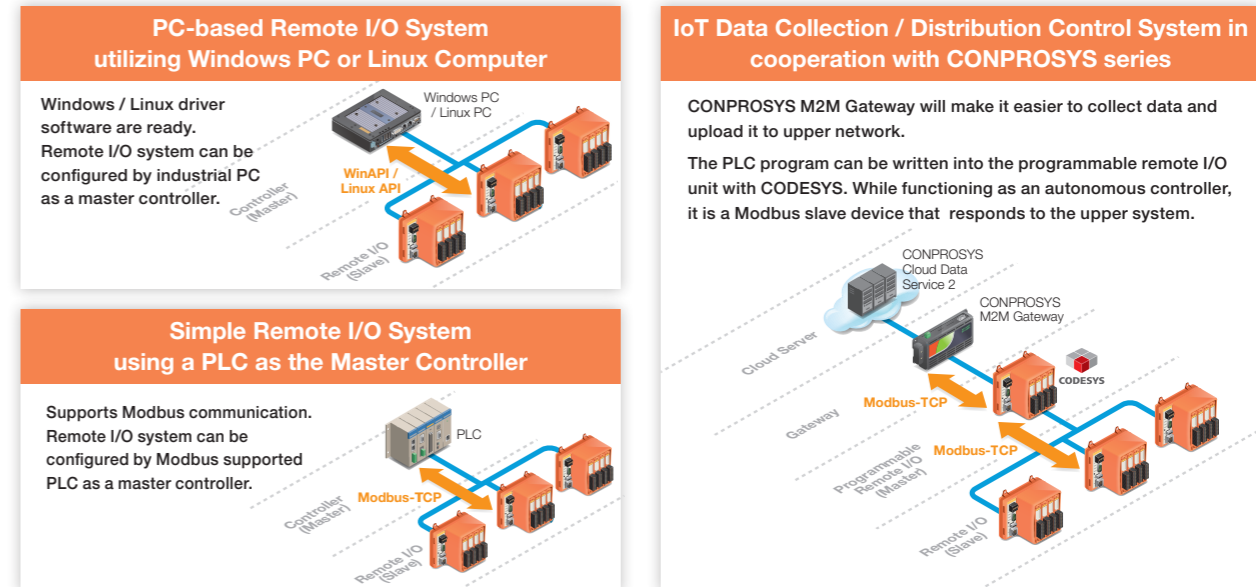 PC-based Remote I/O System
utilizing Windows PC or Linux Computer
Windows / Linux driver
software are ready.
Remote I/O system can be
configured by industrial PC
as a master controller.
Windows PC
/ Linux PC
WinAPI /
Linux API
Controller
(Master)
Remote I/O
(Slave)
Simple Remote I/O System
using a PLC as the Master Controller
Supports Modbus communication.
Remote I/O system can be
configured by Modbus supported
PLC as a master controller.
PLC
Modbus-TCP
Controller
(Master)
Remote I/O
(Slave)
IoT Data Collection / Distribution Control System in
cooperation with CONPROSYS series
CONPROSYS M2M Gateway will make it easier to collect data and
upload it to upper network.
The PLC program can be written into the programmable remote I/O
unit with CODESYS. While functioning as an autonomous controller,
it is a Modbus slave device that  responds to the upper system.
CONPROSYS
Cloud Data
Service 2
CONPROSYS
M2M Gateway
Cloud Server
CODESYS
Modbus-TCP
Gateway
Modbus-TCP
Programmable
Remote I/O
(Master)
Remote I/O
(Slave)